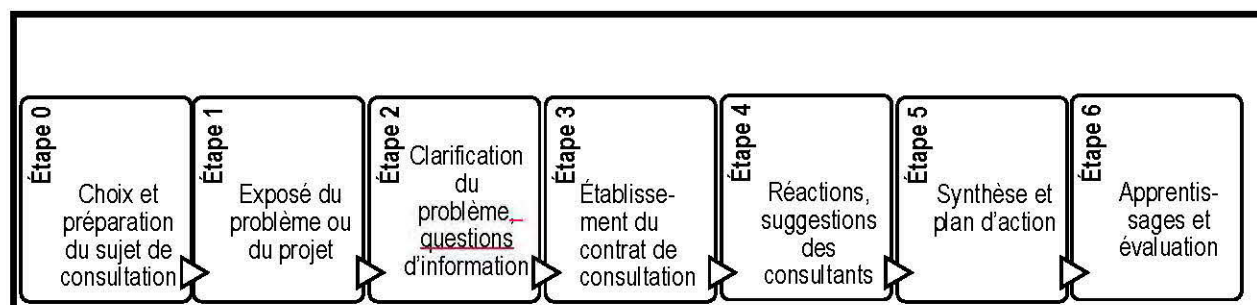 Étape 0
Choix et
préparation
du sujet de
consultation
Étape 1
Exposé du
problème ou
du projet
Étape 2
Clarification
du
problème,
questions
d'information
Étape 3
Établisse-
ment du
contrat de
consultation
Étape 4
Réactions,
suggestions
des
consultants
Étape 5
Synthèse et
plan d'action
Étape 6
Apprentis-
sages et
évaluation